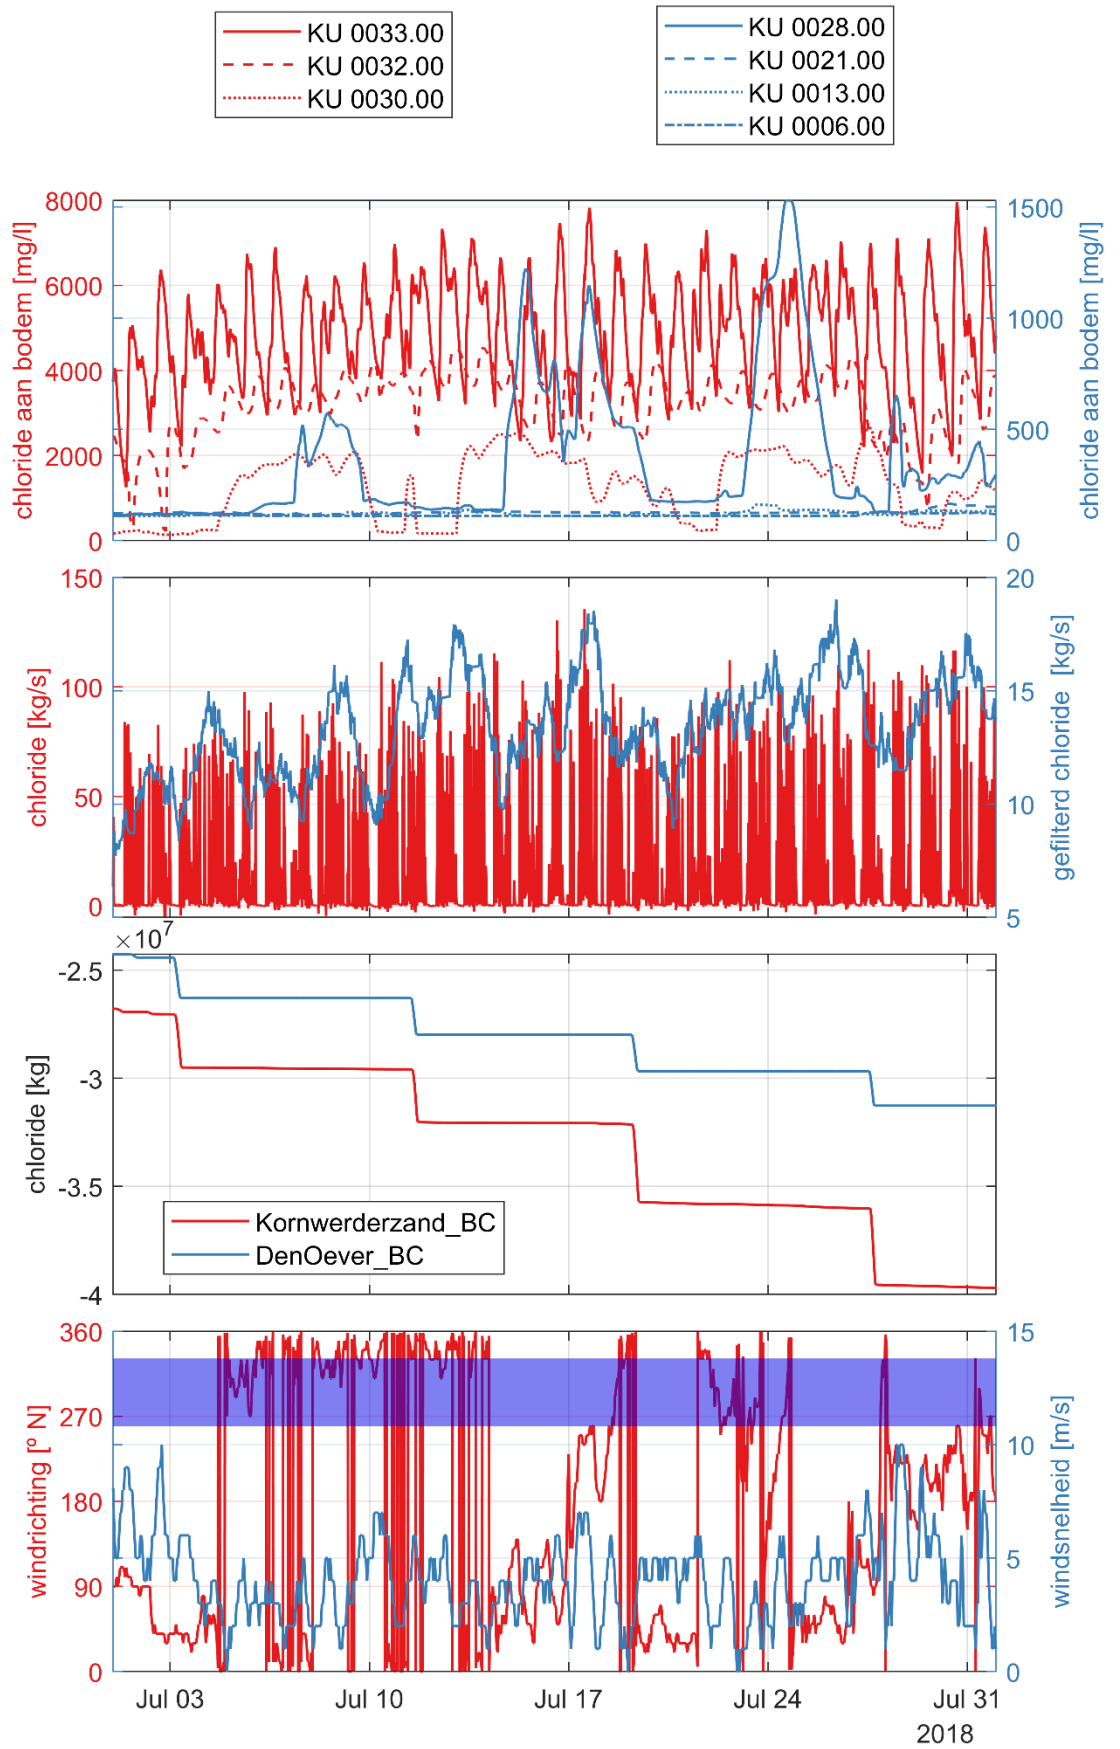 KU 0033.00
KU 0032.00
KU 0030.00
KU 0028.00
KU 0021.00
KU 0013.00
KU 0006.00
chloride aan bodem [mg/l]
8000
6000
4000
2000
0
1500
1000
500
0
chloride aan bodem [mg/l]
chloride [kg/s]
150
100
50
0
20
15
10
5
gefilterd chloride [kg/s]
×10⁷
chloride [kg]
-2.5
-3
-3.5
-4
Kornwerderzand_BC
DenOever_BC
windrichting [º N]
360
270
180
90
0
15
10
5
0
windsnelheid [m/s]
Jul 03
Jul 10
Jul 17
Jul 24
Jul 31
2018